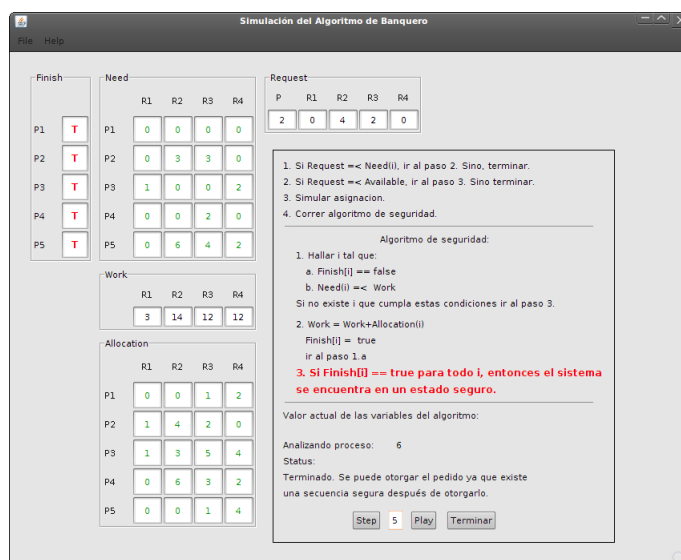 Simulación del Algoritmo de Banquero
File Help
Finish
P1 T
P2 T
P3 T
P4 T
P5 T
Need
R1 R2 R3 R4
P1 0 0 0 0
P2 0 3 3 0
P3 1 0 0 2
P4 0 0 2 0
P5 0 6 4 2
Work
R1 R2 R3 R4
3 14 12 12
Allocation
R1 R2 R3 R4
P1 0 0 1 2
P2 1 4 2 0
P3 1 3 5 4
P4 0 6 3 2
P5 0 0 1 4
Request
P R1 R2 R3 R4
2 0 4 2 0
1. Si Request =< Need(i), ir al paso 2. Sino, terminar.
2. Si Request =< Available, ir al paso 3. Sino terminar.
3. Simular asignacion.
4. Correr algoritmo de seguridad.
Algoritmo de seguridad:
1. Hallar i tal que:
a. Finish[i] == false
b. Need(i) =< Work
Si no existe i que cumpla estas condiciones ir al paso 3.
2. Work = Work+Allocation(i)
Finish[i] = true
ir al paso 1.a
3. Si Finish[i] == true para todo i, entonces el sistema
se encuentra en un estado seguro.
Valor actual de las variables del algoritmo:
Analizando proceso: 6
Status:
Terminado. Se puede otorgar el pedido ya que existe
una secuencia segura después de otorgarlo.
Step 5 Play Terminar